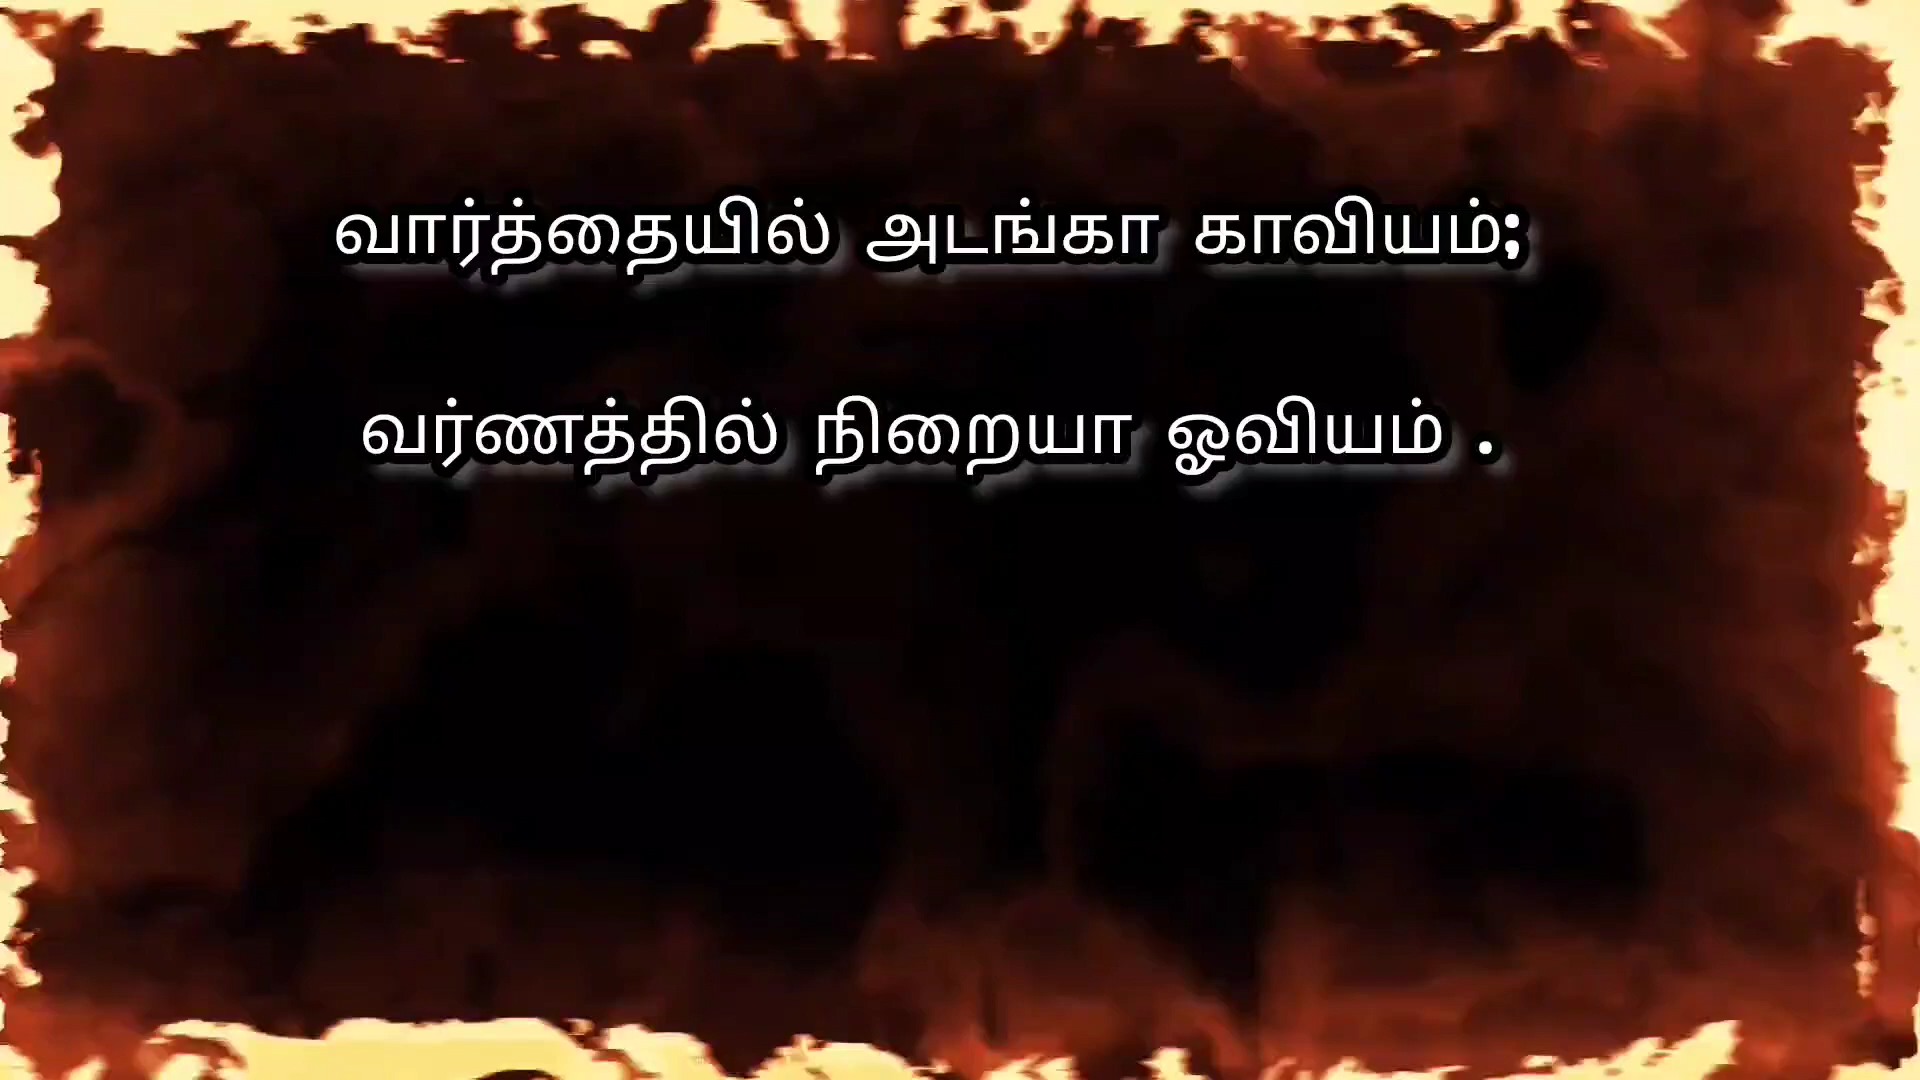 வார்த்தையில் அடங்கா காவியம்;
வர்ணத்தில் நிறையா ஓவியம் .